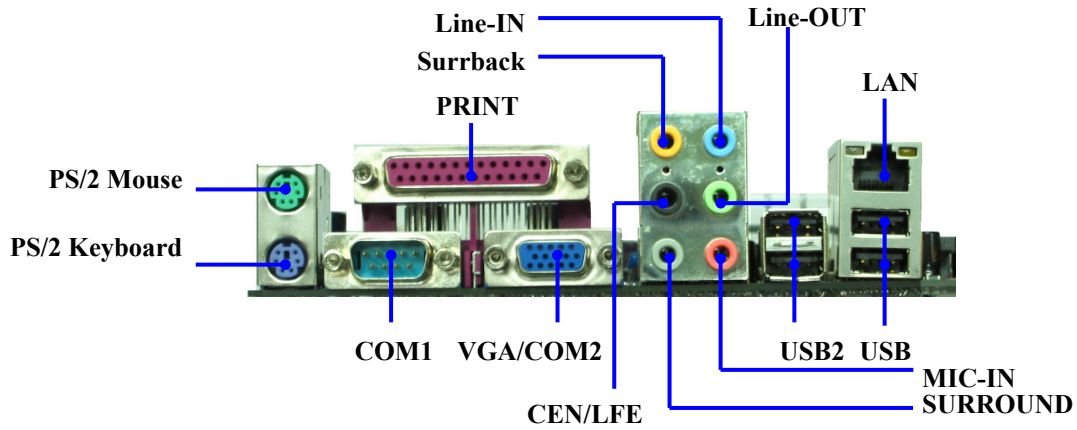 Line-IN
Line-OUT
Surrback
LAN
PRINT
PS/2 Mouse
PS/2 Keyboard
COM1 VGA/COM2
USB2 USB
MIC-IN
CEN/LFE
SURROUND